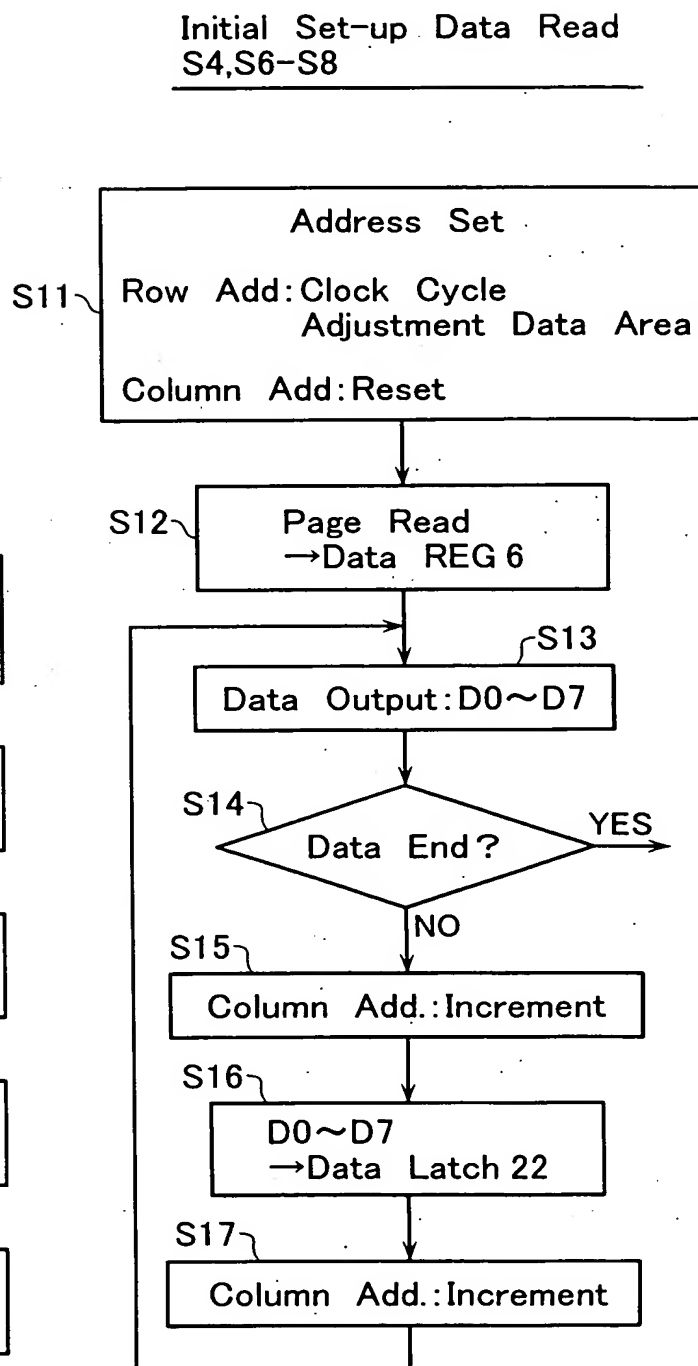 Initial Set-up Data Read
S4,S6-S8
Address Set
S11
Row Add:Clock Cycle
Adjustment Data Area
Column Add:Reset
S12
Page Read
→Data REG 6
S13
Data Output:D0～D7
S14
Data End?
YES
NO
S15
Column Add.:Increment
S16
D0～D7
→Data Latch 22
S17
Column Add.:Increment